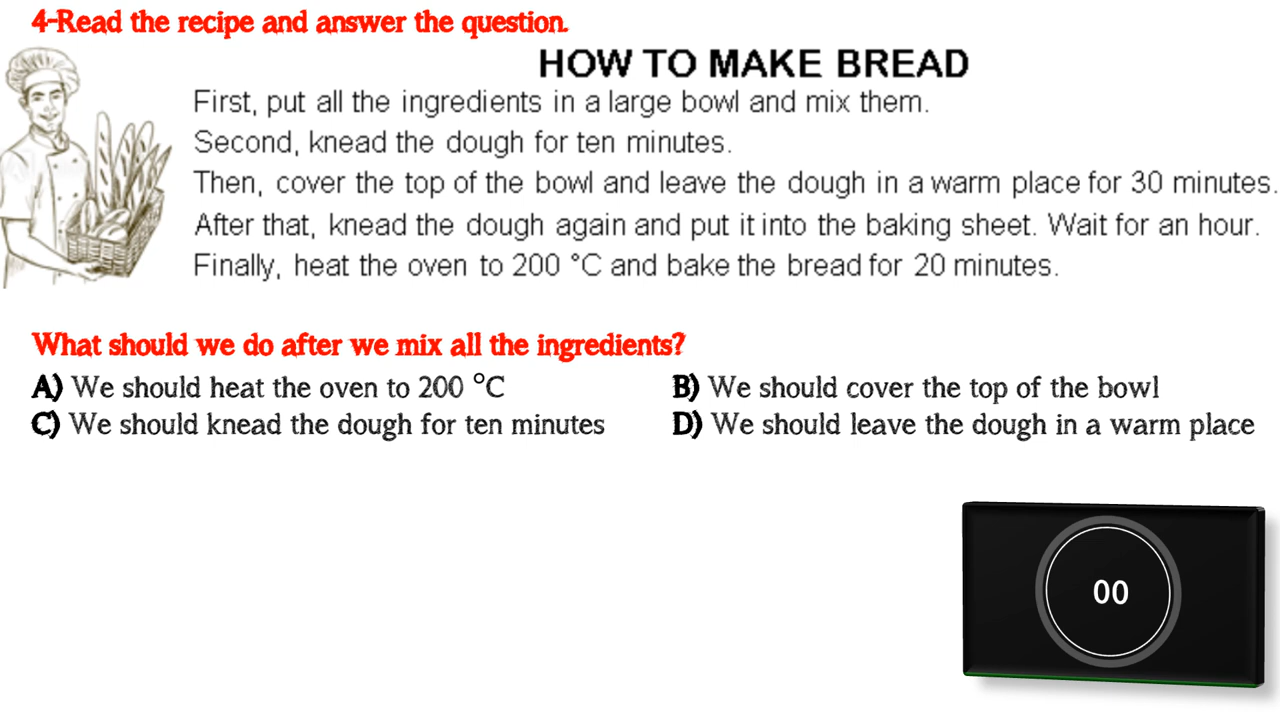 4-Read the recipe and answer the question.
HOW TO MAKE BREAD
First, put all the ingredients in a large bowl and mix them.
Second, knead the dough for ten minutes.
Then, cover the top of the bowl and leave the dough in a warm place for 30 minutes.
After that, knead the dough again and put it into the baking sheet. Wait for an hour.
Finally, heat the oven to 200 °C and bake the bread for 20 minutes.
What should we do after we mix all the ingredients?
A) We should heat the oven to 200 °C
B) We should cover the top of the bowl
C) We should knead the dough for ten minutes
D) We should leave the dough in a warm place
00